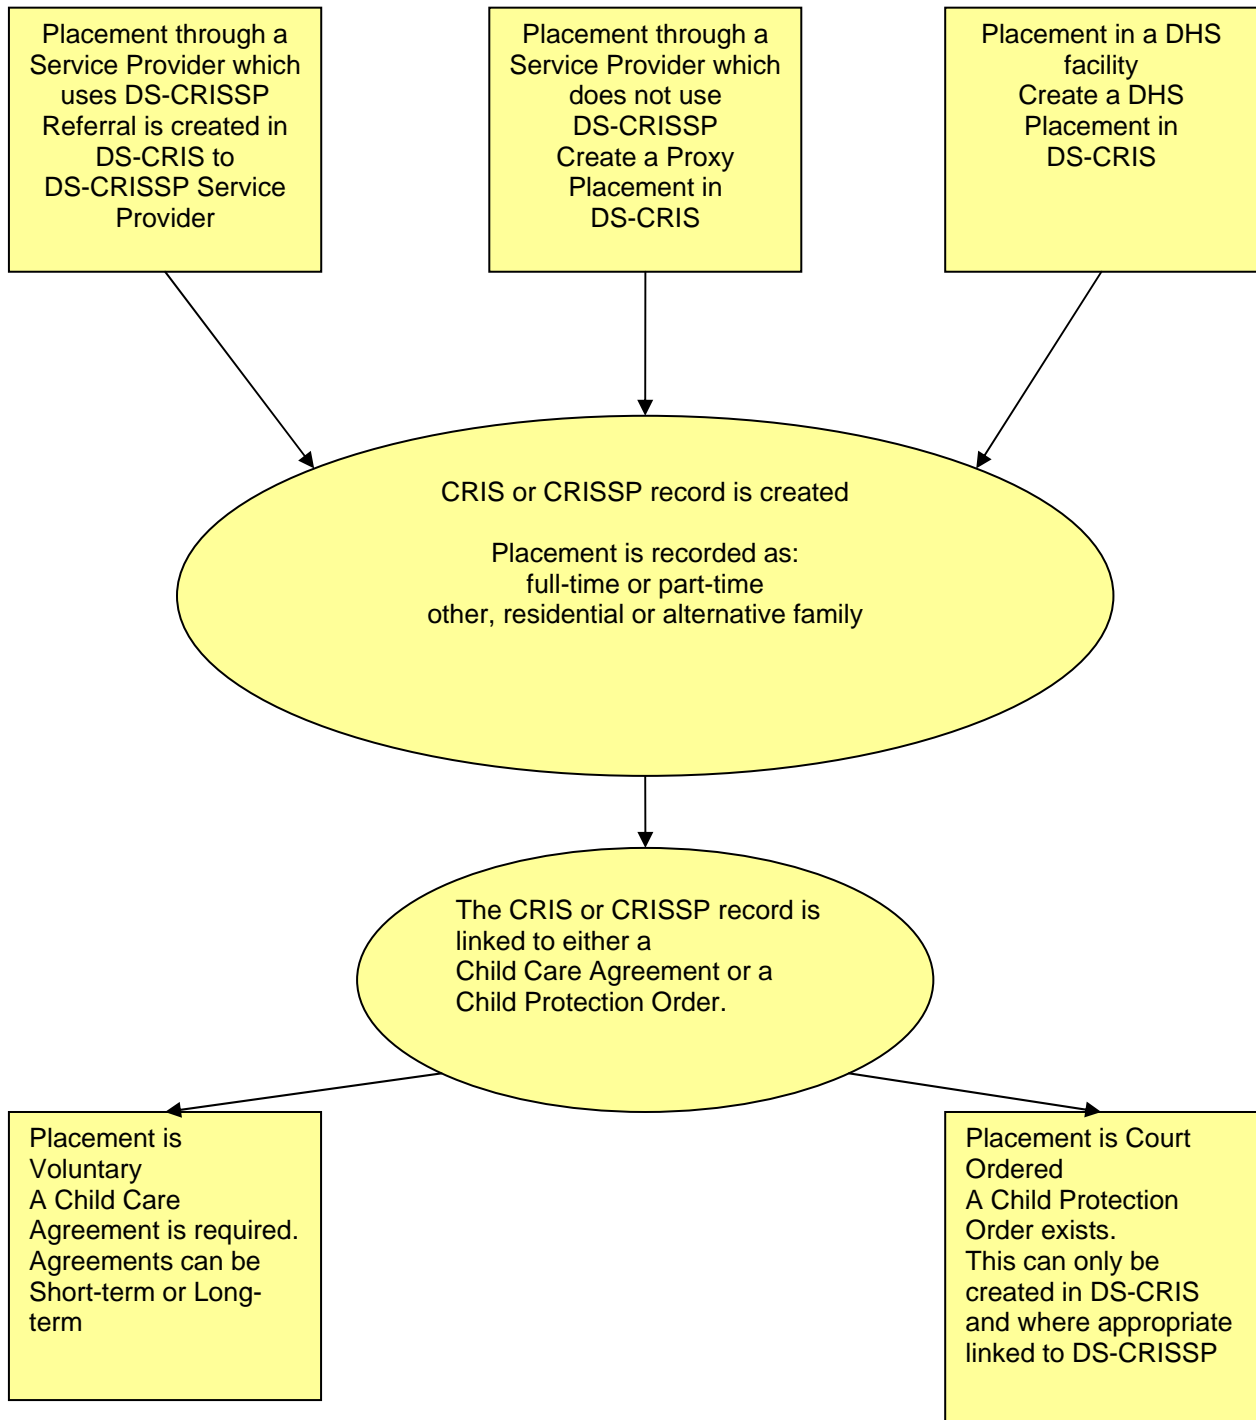 Placement through a
Service Provider which
uses DS-CRISSP
Referral is created in
DS-CRIS to
DS-CRISSP Service
Provider
Placement through a
Service Provider which
does not use
DS-CRISSP
Create a Proxy
Placement in
DS-CRIS
Placement in a DHS
facility
Create a DHS
Placement in
DS-CRIS
CRIS or CRISSP record is created
Placement is recorded as:
full-time or part-time
other, residential or alternative family
The CRIS or CRISSP record is
linked to either a
Child Care Agreement or a
Child Protection Order.
Placement is
Voluntary
A Child Care
Agreement is required.
Agreements can be
Short-term or Long-
term
Placement is Court
Ordered
A Child Protection
Order exists.
This can only be
created in DS-CRIS
and where appropriate
linked to DS-CRISSP